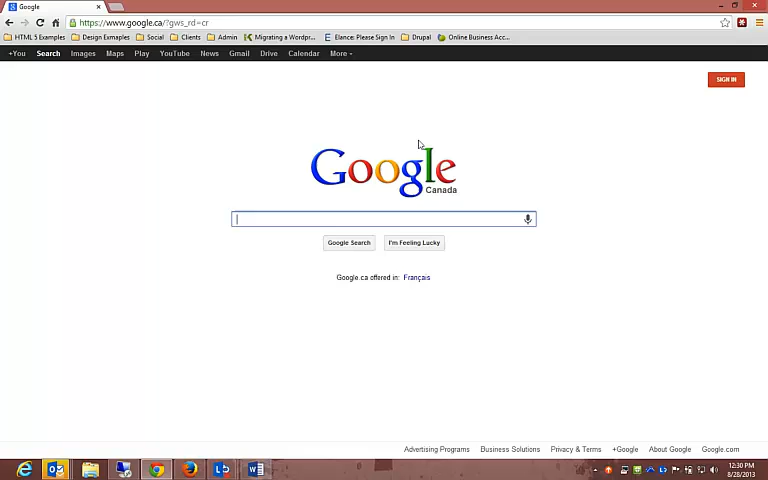 Google
https://www.google.ca/?gws_rd=cr
HTML 5 Examples Design Exmaples Social Clients Admin Migrating a Wordpr... Elance: Please Sign In Drupal Online Business Acc...
+You Search Images Maps Play YouTube News Gmail Drive Calendar More
SIGN IN
Google
Canada
Google Search I'm Feeling Lucky
Google.ca offered in: Français
Advertising Programs Business Solutions Privacy & Terms +Google About Google Google.com
12:30 PM
8/28/2013